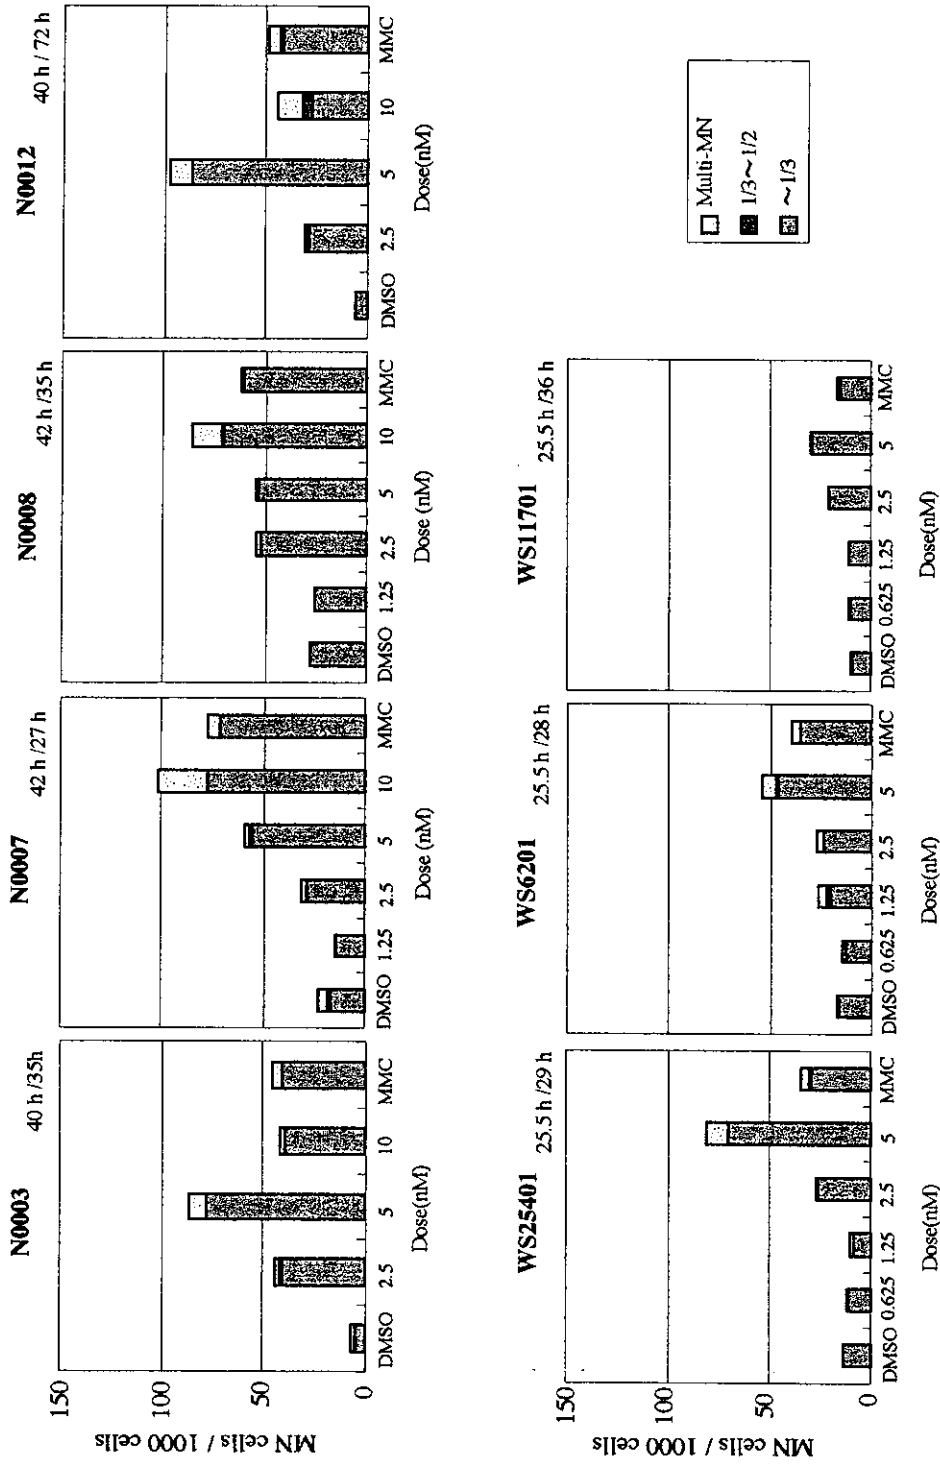 N0003
40 h /35h
MN cells / 1000 cells
150
100
50
0
DMSO 2.5 5 10 MMC
Dose(nM)
N0007
42 h /27 h
DMSO 1.25 2.5 5 10 MMC
Dose (nM)
N0008
42 h /35 h
DMSO 1.25 2.5 5 10 MMC
Dose (nM)
N0012
40 h / 72 h
DMSO 2.5 5 10 MMC
Dose(nM)
WS25401
25.5 h /29 h
MN cells / 1000 cells
150
100
50
0
DMSO 0.625 1.25 2.5 5 MMC
Dose(nM)
WS6201
25.5 h /28 h
DMSO 0.625 1.25 2.5 5 MMC
Dose(nM)
WS11701
25.5 h /36 h
DMSO 0.625 1.25 2.5 5 MMC
Dose(nM)
Multi-MN
1/3~1/2
~1/3